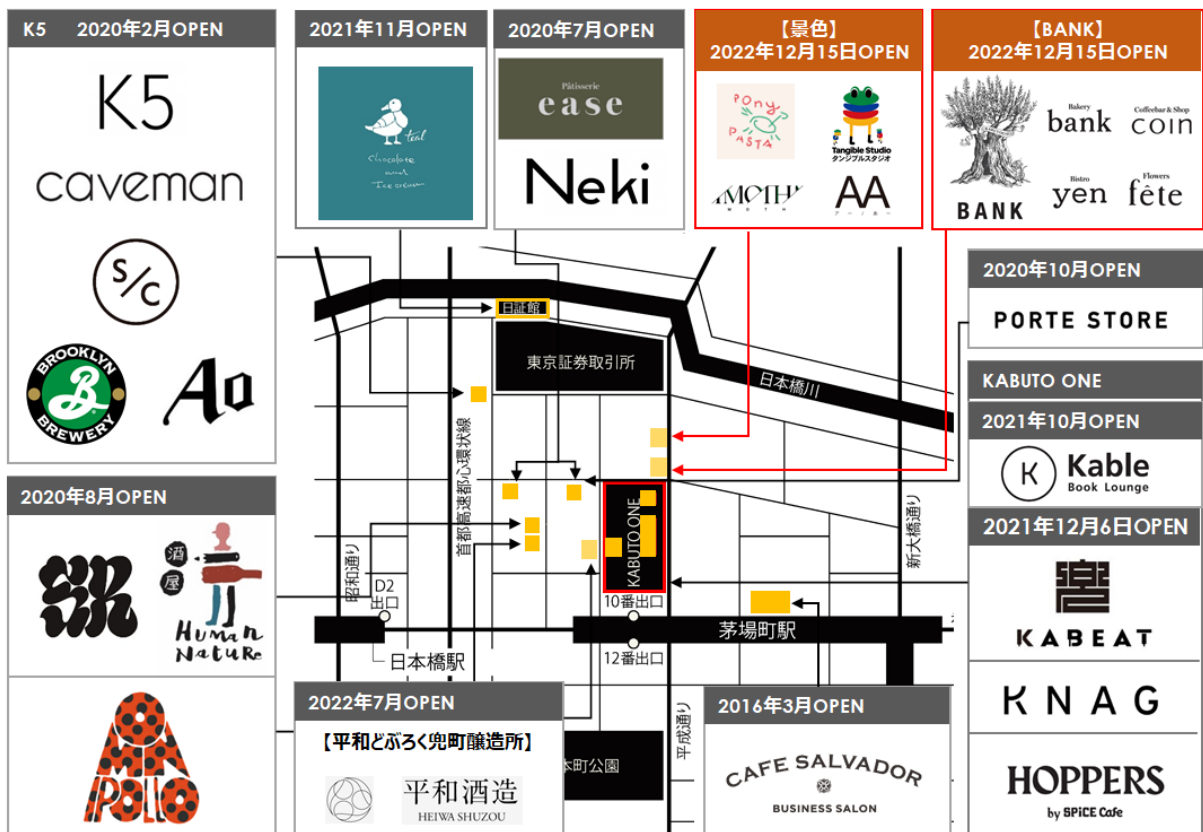 K5 2020年2月OPEN
K5
caveman
S/C
BROOKLYN
B
BREWERY
Ao
2021年11月OPEN
teal
Chocolate
and
Icecream
2020年7月OPEN
Pâtisserie
ease
Neki
【景色】
2022年12月15日OPEN
PONY
PASTA
Tangible Studio
タンジブルスタジオ
AA
【BANK】
2022年12月15日OPEN
BANK
Bakery
bank
Coffeebar & Shop
coin
Bistro
yen
Flowers
fête
2020年10月OPEN
PORTE STORE
KABUTO ONE
2021年10月OPEN
K
Kable
Book Lounge
2021年12月6日OPEN
KABEAT
KNAG
HOPPERS
by SPiCE Cafe
2020年8月OPEN
酒屋
HUMAN
NATURE
OMIN
POLLO
2022年7月OPEN
【平和どぶろく兜町醸造所】
平和酒造
HEIWA SHUZOU
2016年3月OPEN
CAFE SALVADOR
BUSINESS SALON
日証館
東京証券取引所
日本橋川
首都高速都心環状線
昭和通り
新大橋通り
平成通り
KABUTO ONE
D2
出口
10番出口
12番出口
茅場町駅
日本橋駅
本町公園